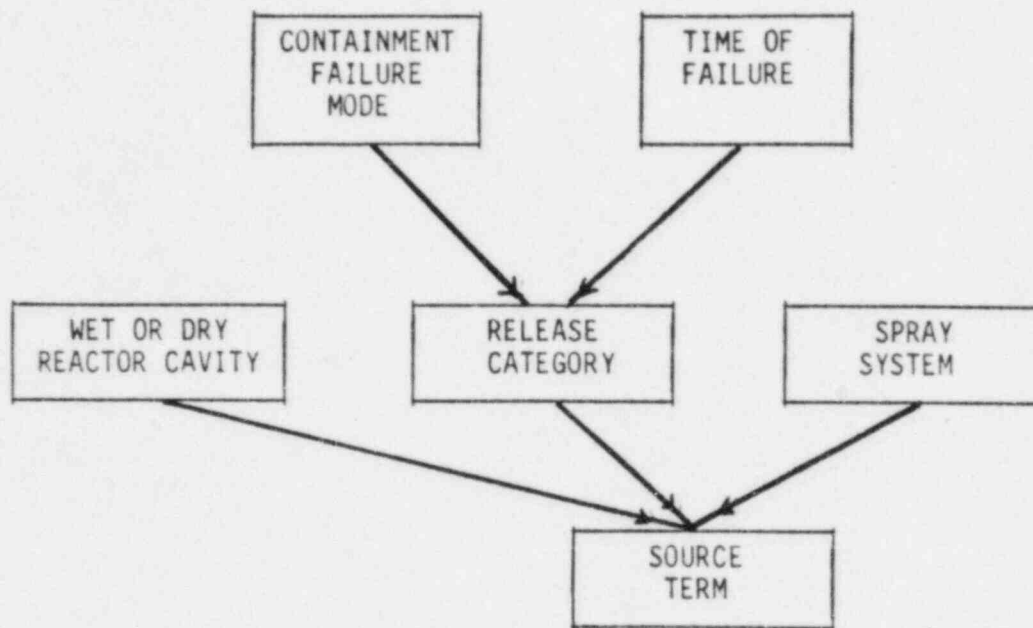 CONTAINMENT
FAILURE
MODE
TIME OF
FAILURE
WET OR DRY
REACTOR CAVITY
RELEASE
CATEGORY
SPRAY
SYSTEM
SOURCE
TERM